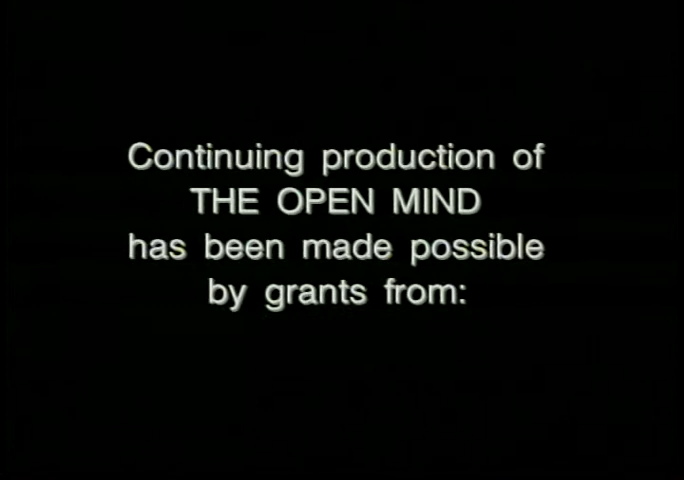 Continuing production of
THE OPEN MIND
has been made possible
by grants from: